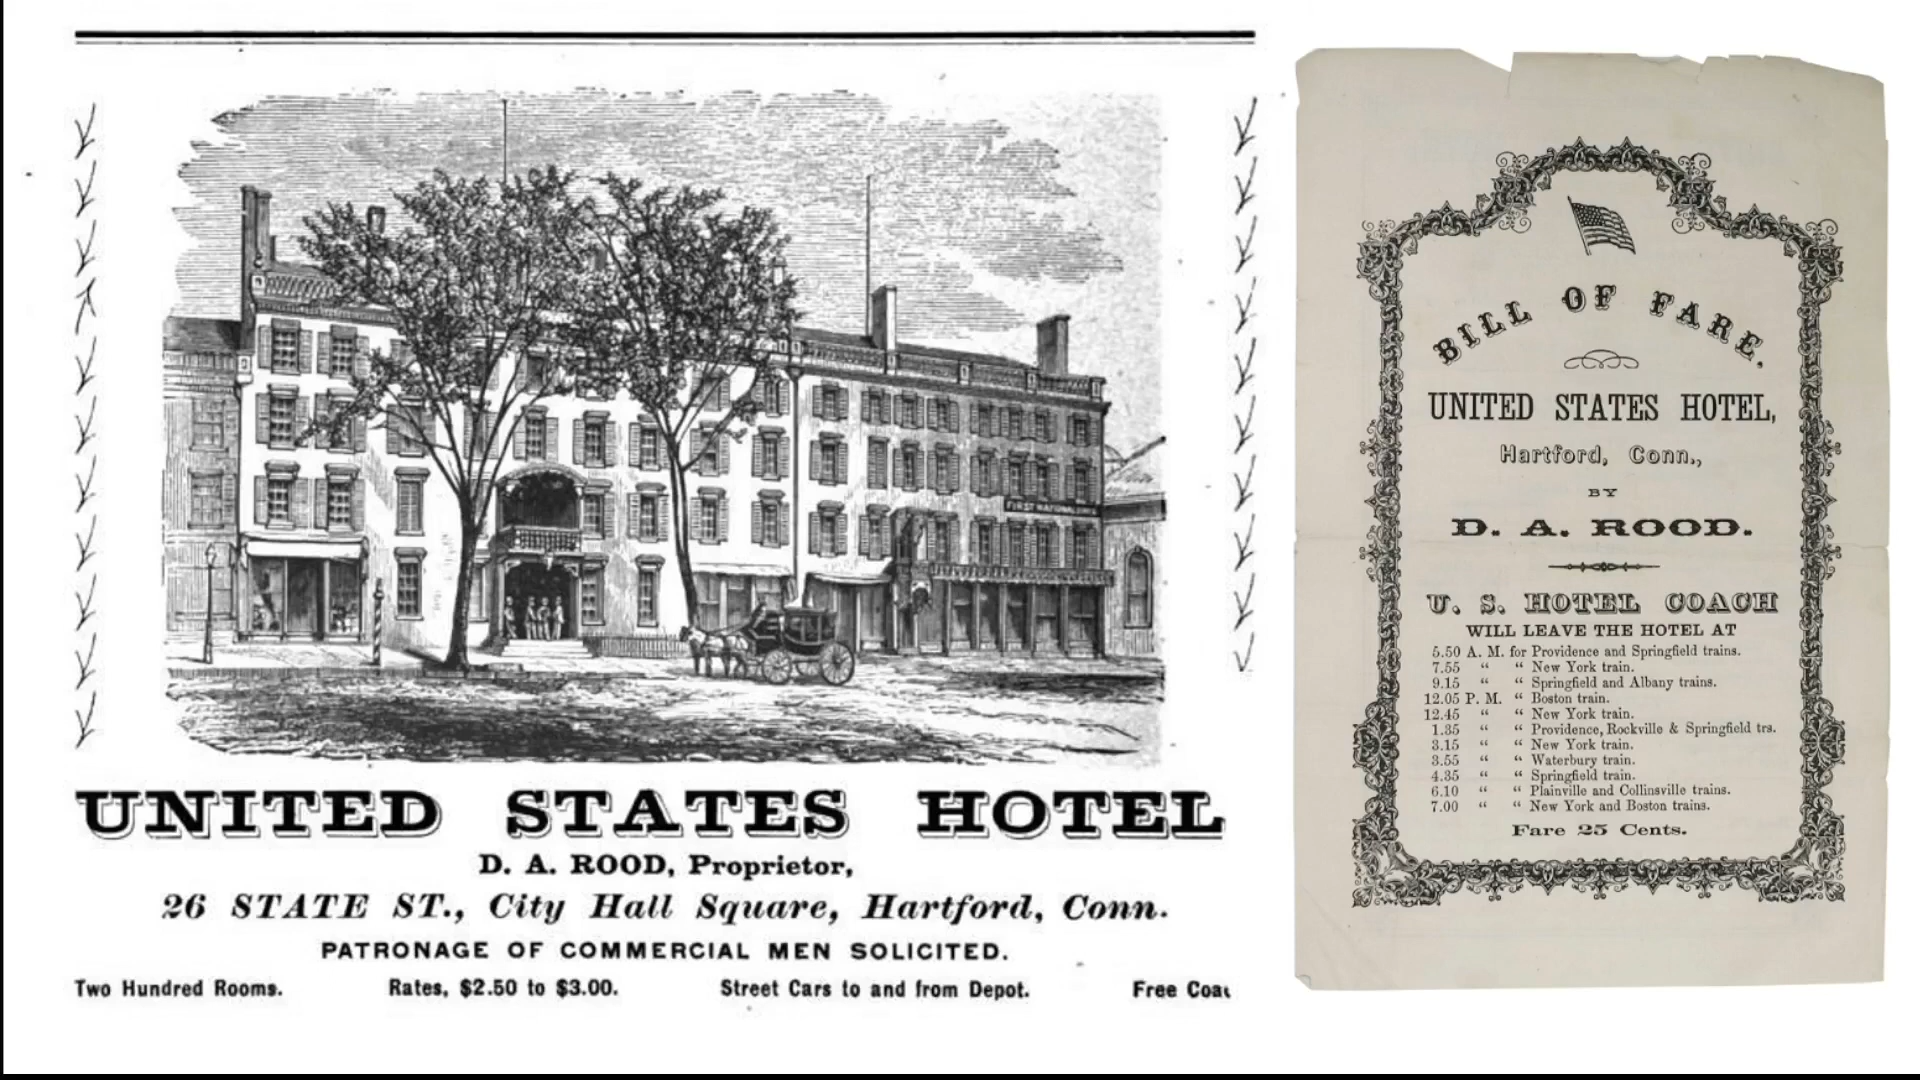 FIRST NATIONAL BANK
UNITED STATES HOTEL
D. A. ROOD, Proprietor,
26 STATE ST., City Hall Square, Hartford, Conn.
PATRONAGE OF COMMERCIAL MEN SOLICITED.
Two Hundred Rooms. Rates, $2.50 to $3.00. Street Cars to and from Depot. Free
BILL OF FARE.
UNITED STATES HOTEL,
Hartford, Conn.,
BY
D. A. ROOD.
U. S. HOTEL COACH
WILL LEAVE THE HOTEL AT
5.50 A. M. for Providence and Springfield trains.
7.55 “ “ New York train.
9.15 “ “ Springfield and Albany trains.
12.05 P. M. “ Boston train.
12.45 “ “ New York train.
1.35 “ “ Providence, Rockville & Springfield trs.
3.15 “ “ New York train.
3.55 “ “ Waterbury train.
4.35 “ “ Springfield train.
6.10 “ “ Plainville and Collinsville trains.
7.00 “ “ New York and Boston trains.
Fare 25 Cents.